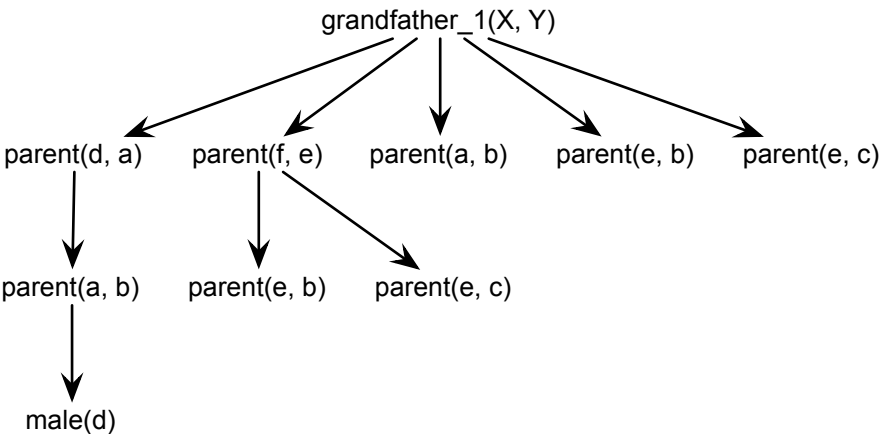 grandfather_1(X, Y)
parent(d, a) parent(f, e) parent(a, b) parent(e, b) parent(e, c)
parent(a, b) parent(e, b) parent(e, c)
male(d)